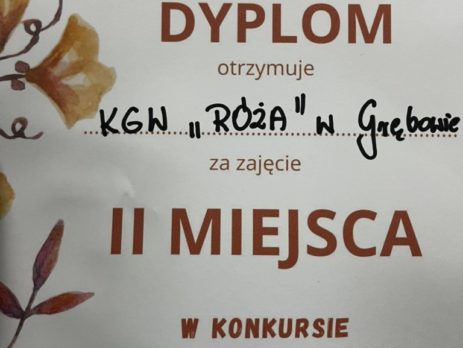 DYPLOM
otrzymuje
KGW „RÓŻA" w Grębowie
za zajęcie
II MIEJSCA
W KONKURSIE